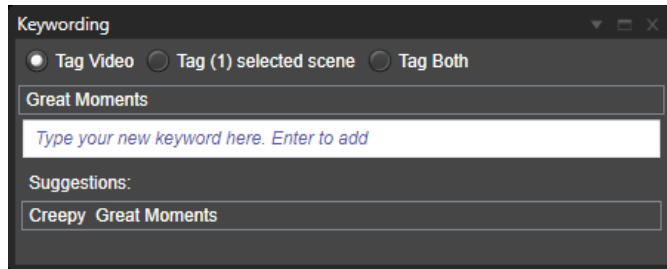 Keywording
Tag Video Tag (1) selected scene Tag Both
Great Moments
Type your new keyword here. Enter to add
Suggestions:
Creepy Great Moments